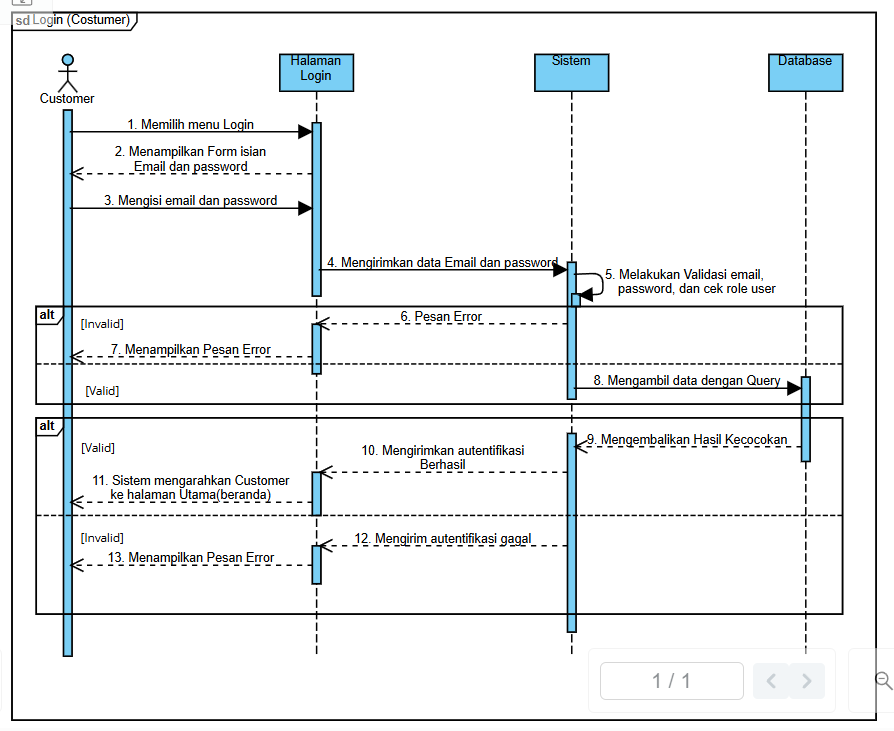 sd Login (Costumer)
Customer
Halaman
Login
Sistem
Database
1. Memilih menu Login
2. Menampilkan Form isian
Email dan password
3. Mengisi email dan password
4. Mengirimkan data Email dan password
5. Melakukan Validasi email,
password, dan cek role user
alt
[Invalid]
6. Pesan Error
7. Menampilkan Pesan Error
[Valid]
8. Mengambil data dengan Query
alt
[Valid]
9. Mengembalikan Hasil Kecocokan
10. Mengirimkan autentifikasi
Berhasil
11. Sistem mengarahkan Customer
ke halaman Utama(beranda)
[Invalid]
12. Mengirim autentifikasi gagal
13. Menampilkan Pesan Error
1 / 1